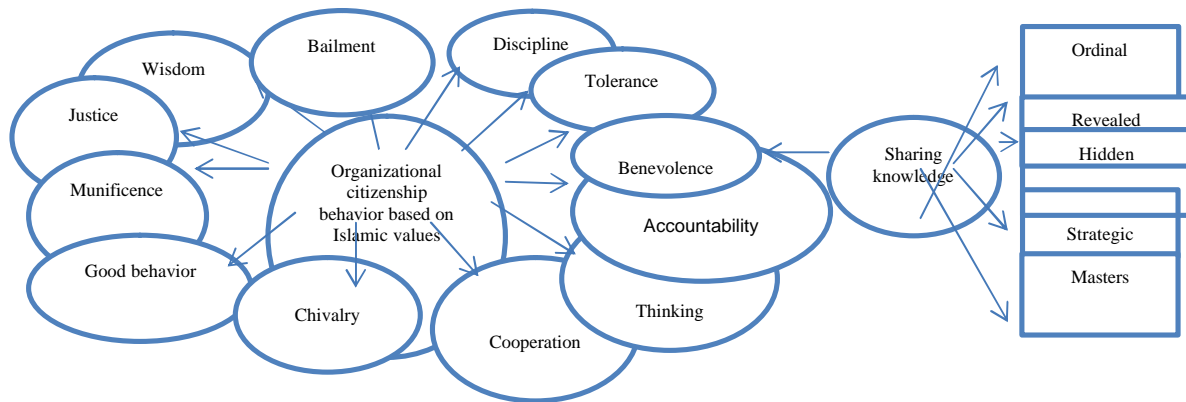 Bailment
Discipline
Wisdom
Tolerance
Justice
Benevolence
Munificence
Organizational
citizenship
behavior based on
Islamic values
Accountability
Good behavior
Chivalry
Cooperation
Thinking
Sharing
knowledge
Ordinal
Revealed
Hidden
Strategic
Masters